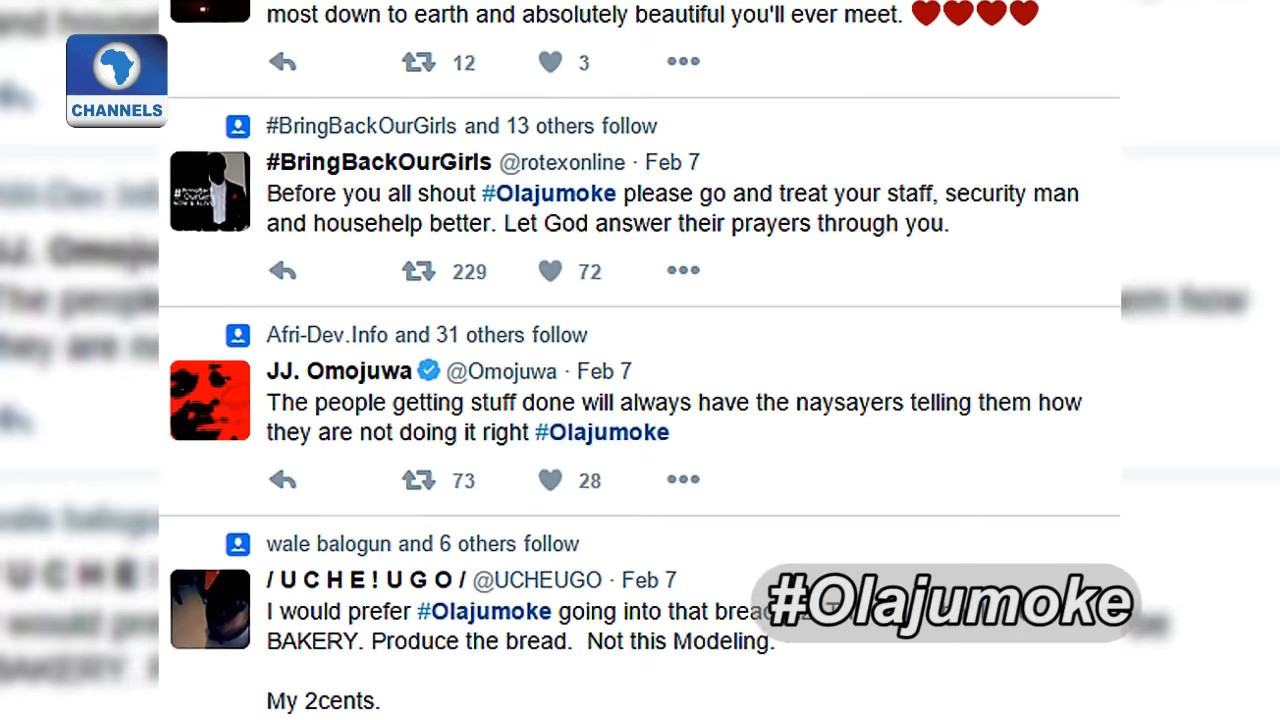 most down to earth and absolutely beautiful you'll ever meet. ❤❤❤❤
12 3 •••
CHANNELS
#BringBackOurGirls and 13 others follow
#BringBackOurGirls @rotexonline · Feb 7
Before you all shout #Olajumoke please go and treat your staff, security man
and househelp better. Let God answer their prayers through you.
229 72 •••
Afri-Dev.Info and 31 others follow
JJ. Omojuwa @Omojuwa · Feb 7
The people getting stuff done will always have the naysayers telling them how
they are not doing it right #Olajumoke
73 28 •••
wale balogun and 6 others follow
/ U C H E ! U G O / @UCHEUGO · Feb 7
I would prefer #Olajumoke going into that
#Olajumoke
BAKERY. Produce the bread. Not this Modeling.
My 2cents.